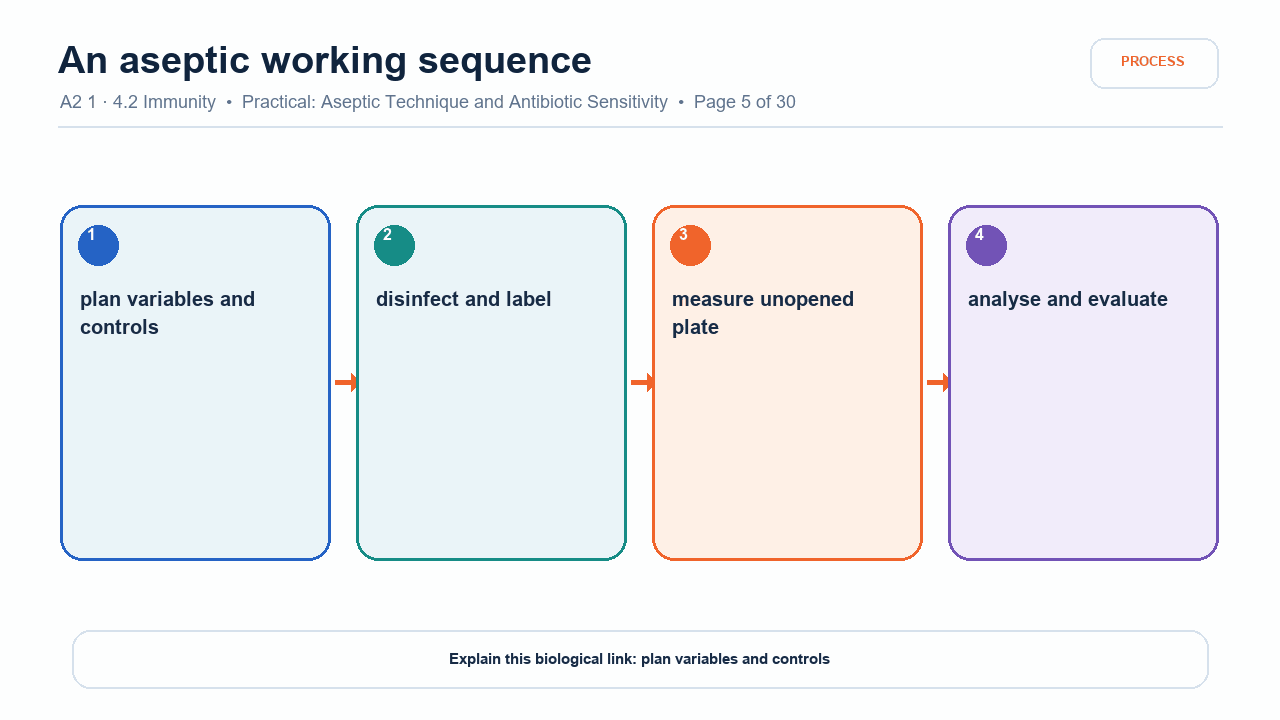 An aseptic working sequence
PROCESS
A2 1 · 4.2 Immunity • Practical: Aseptic Technique and Antibiotic Sensitivity • Page 5 of 30
1
plan variables and
controls
2
disinfect and label
3
measure unopened
plate
4
analyse and evaluate
Explain this biological link: plan variables and controls